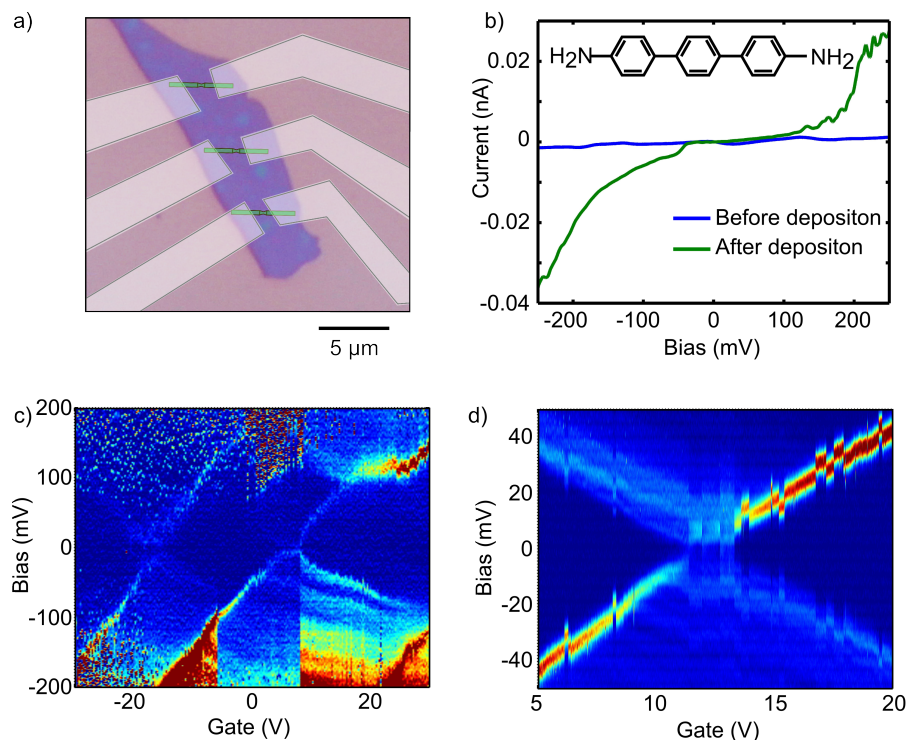 a)
5 µm
b)
H2N
NH2
Current (nA)
0.02
0
-0.02
-0.04
Before depositon
After depositon
-200 -100 0 100 200
Bias (mV)
c)
Bias (mV)
200
100
0
-100
-200
-20 0 20
Gate (V)
d)
Bias (mV)
40
20
0
-20
-40
5 10 15 20
Gate (V)